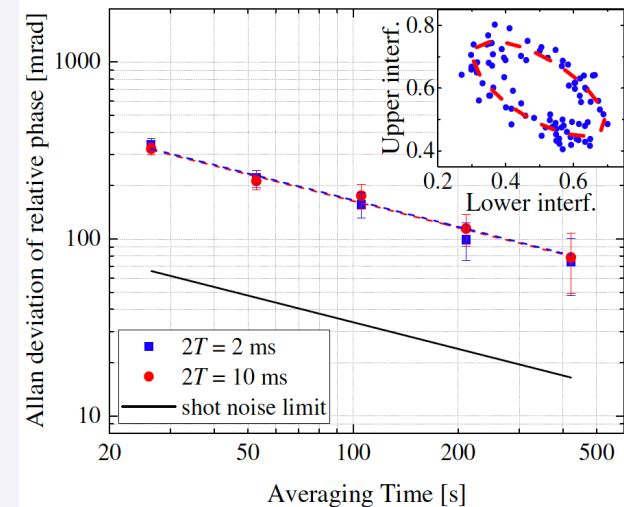 Allan deviation of relative phase [mrad]
1000
100
10
20
50
100
200
500
Averaging Time [s]
2T = 2 ms
2T = 10 ms
shot noise limit
Upper interf.
0.8
0.6
0.4
0.2
0.4
0.6
Lower interf.